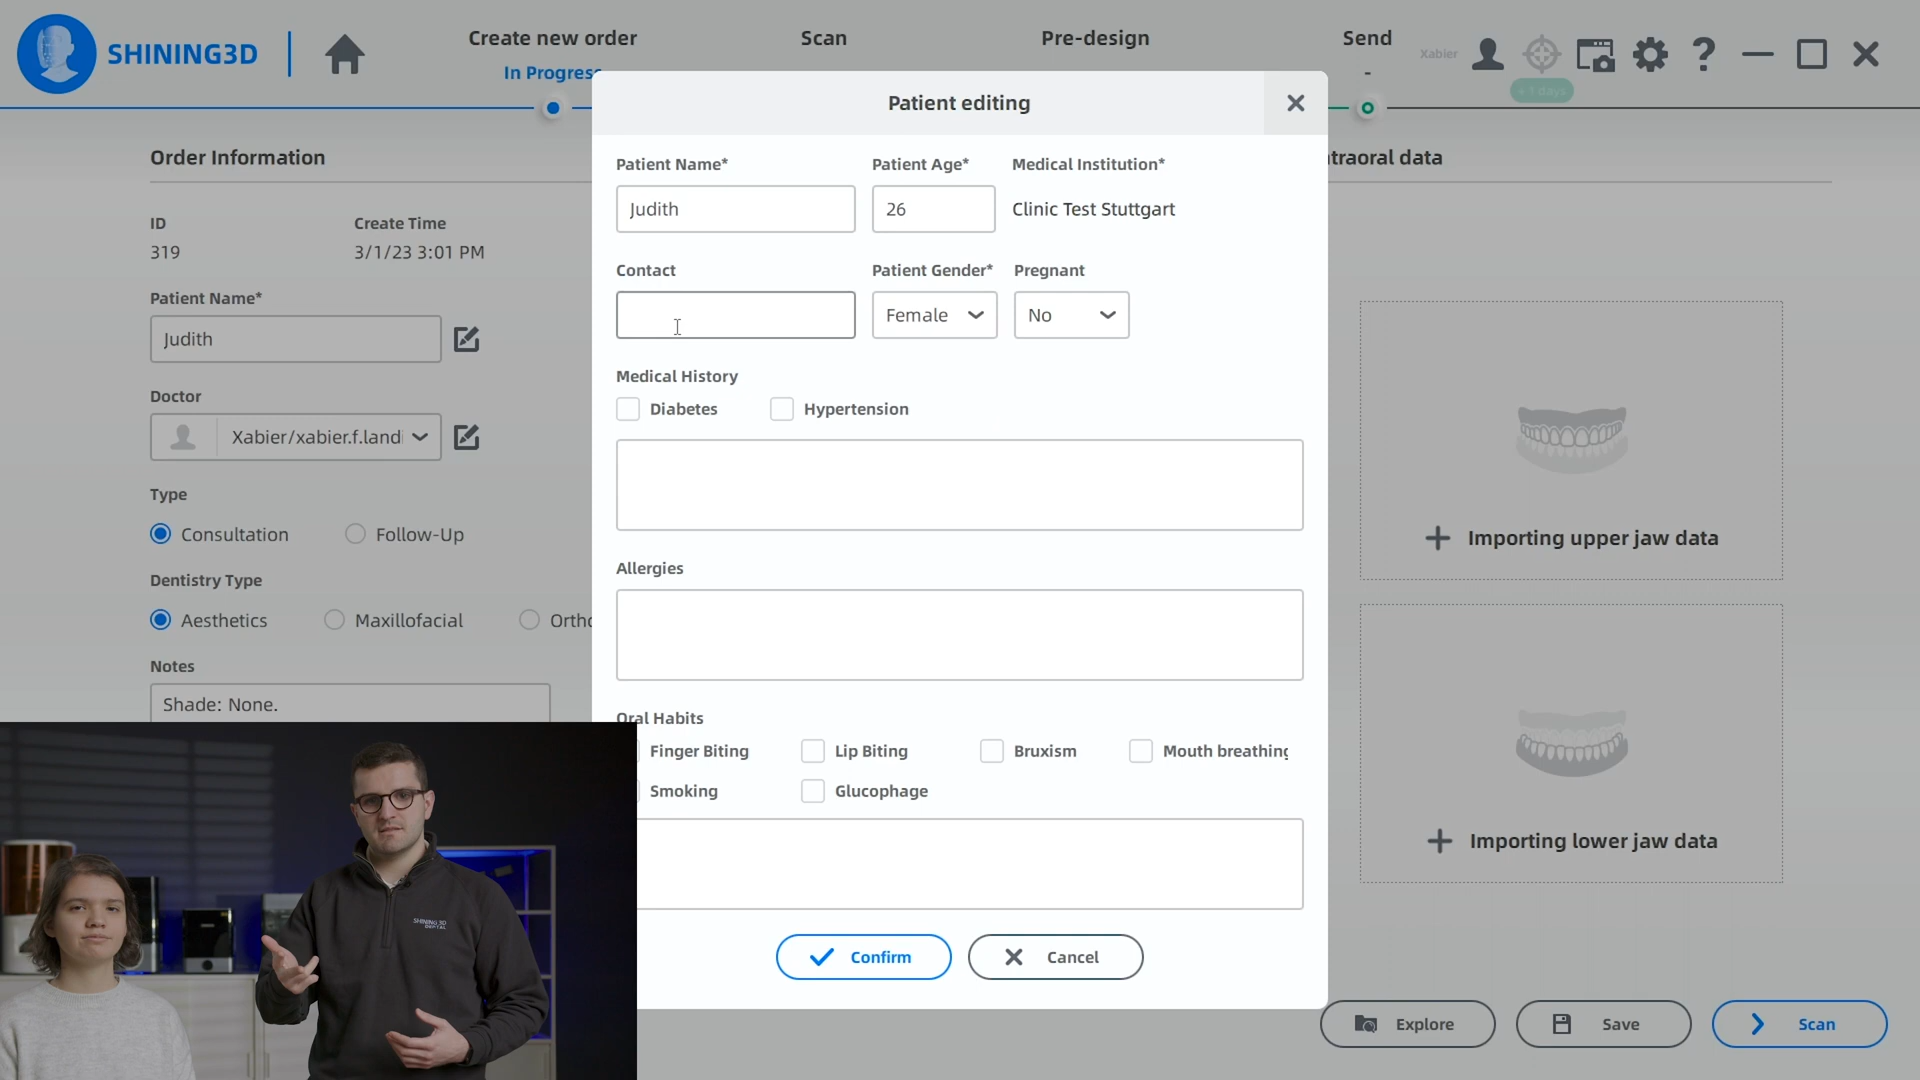 SHINING3D
Create new order
In Progress
Scan
Pre-design
Send
-
Xabier
Patient editing
Order Information
ID
319
Create Time
3/1/23 3:01 PM
Patient Name*
Judith
Doctor
Xabier/xabier.f.land
Type
Consultation
Follow-Up
Dentistry Type
Aesthetics
Maxillofacial
Ortho
Notes
Shade: None.
Patient Name*
Patient Age*
Medical Institution*
Judith
26
Clinic Test Stuttgart
Contact
Patient Gender*
Pregnant
Female
No
Medical History
Diabetes
Hypertension
Allergies
Oral Habits
Finger Biting
Lip Biting
Bruxism
Mouth breathing
Smoking
Glucophage
Confirm
Cancel
traoral data
Importing upper jaw data
Importing lower jaw data
Explore
Save
Scan
SHINING 3D
DENTAL